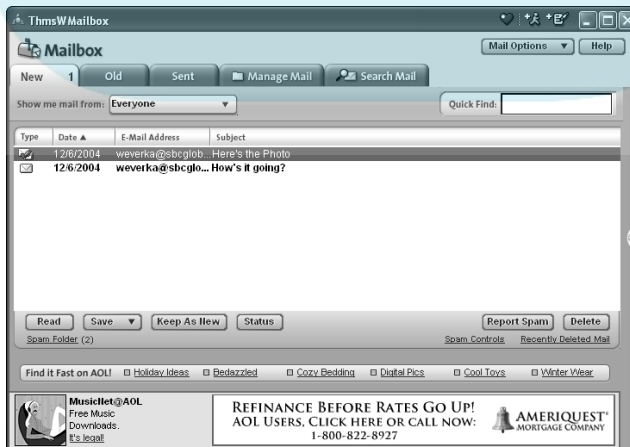 ThmsWMailbox
Mailbox
Mail Options Help
New 1 Old Sent Manage Mail Search Mail
Show me mail from: Everyone Quick Find:
Type Date E-Mail Address Subject
12/6/2004 weverka@sbcglob... Here's the Photo
12/6/2004 weverka@sbcglo... How's it going?
Read Save Keep As New Status Report Spam Delete
Spam Folder (2) Spam Controls Recently Deleted Mail
Find it Fast on AOL! Holiday Ideas Bedazzled Cozy Bedding Digital Pics Cool Toys Winter Wear
MusicNet@AOL
Free Music
Downloads.
It's legal!
REFINANCE BEFORE RATES GO UP!
AOL USERS, CLICK HERE OR CALL NOW:
1-800-822-8927
AMERIQUEST
MORTGAGE COMPANY